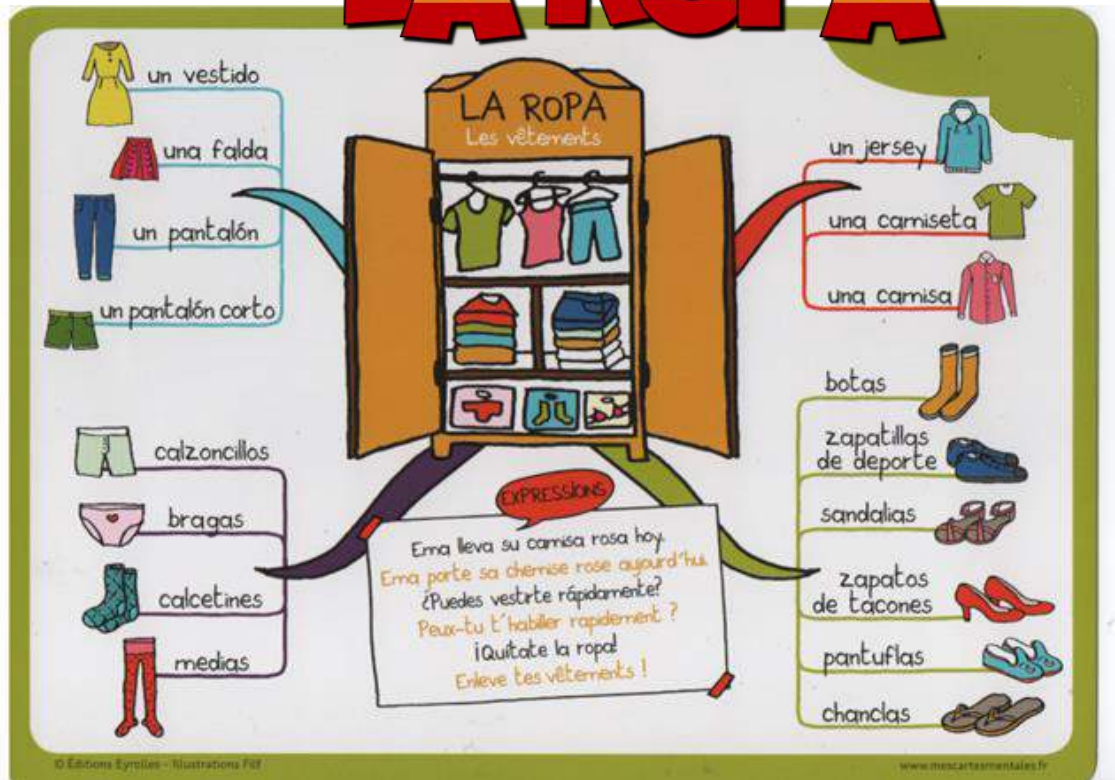 LA ROPA
LA ROPA
Les vêtements
un vestido
una falda
un pantalón
un pantalón corto
un jersey
una camiseta
una camisa
calzoncillos
bragas
calcetines
medias
botas
zapatillas
de deporte
sandalias
zapatos
de tacones
pantuflas
chanclas
EXPRESSIONS
Ema lleva su camisa rosa hoy.
Ema porte sa chemise rose aujourd'hui.
¿Puedes vestirte rápidamente?
Peux-tu t'habiller rapidement ?
¡Quítate la ropa!
Enlève tes vêtements !
© Éditions Eyrolles - Illustrations Filf
www.mescartesmentales.fr